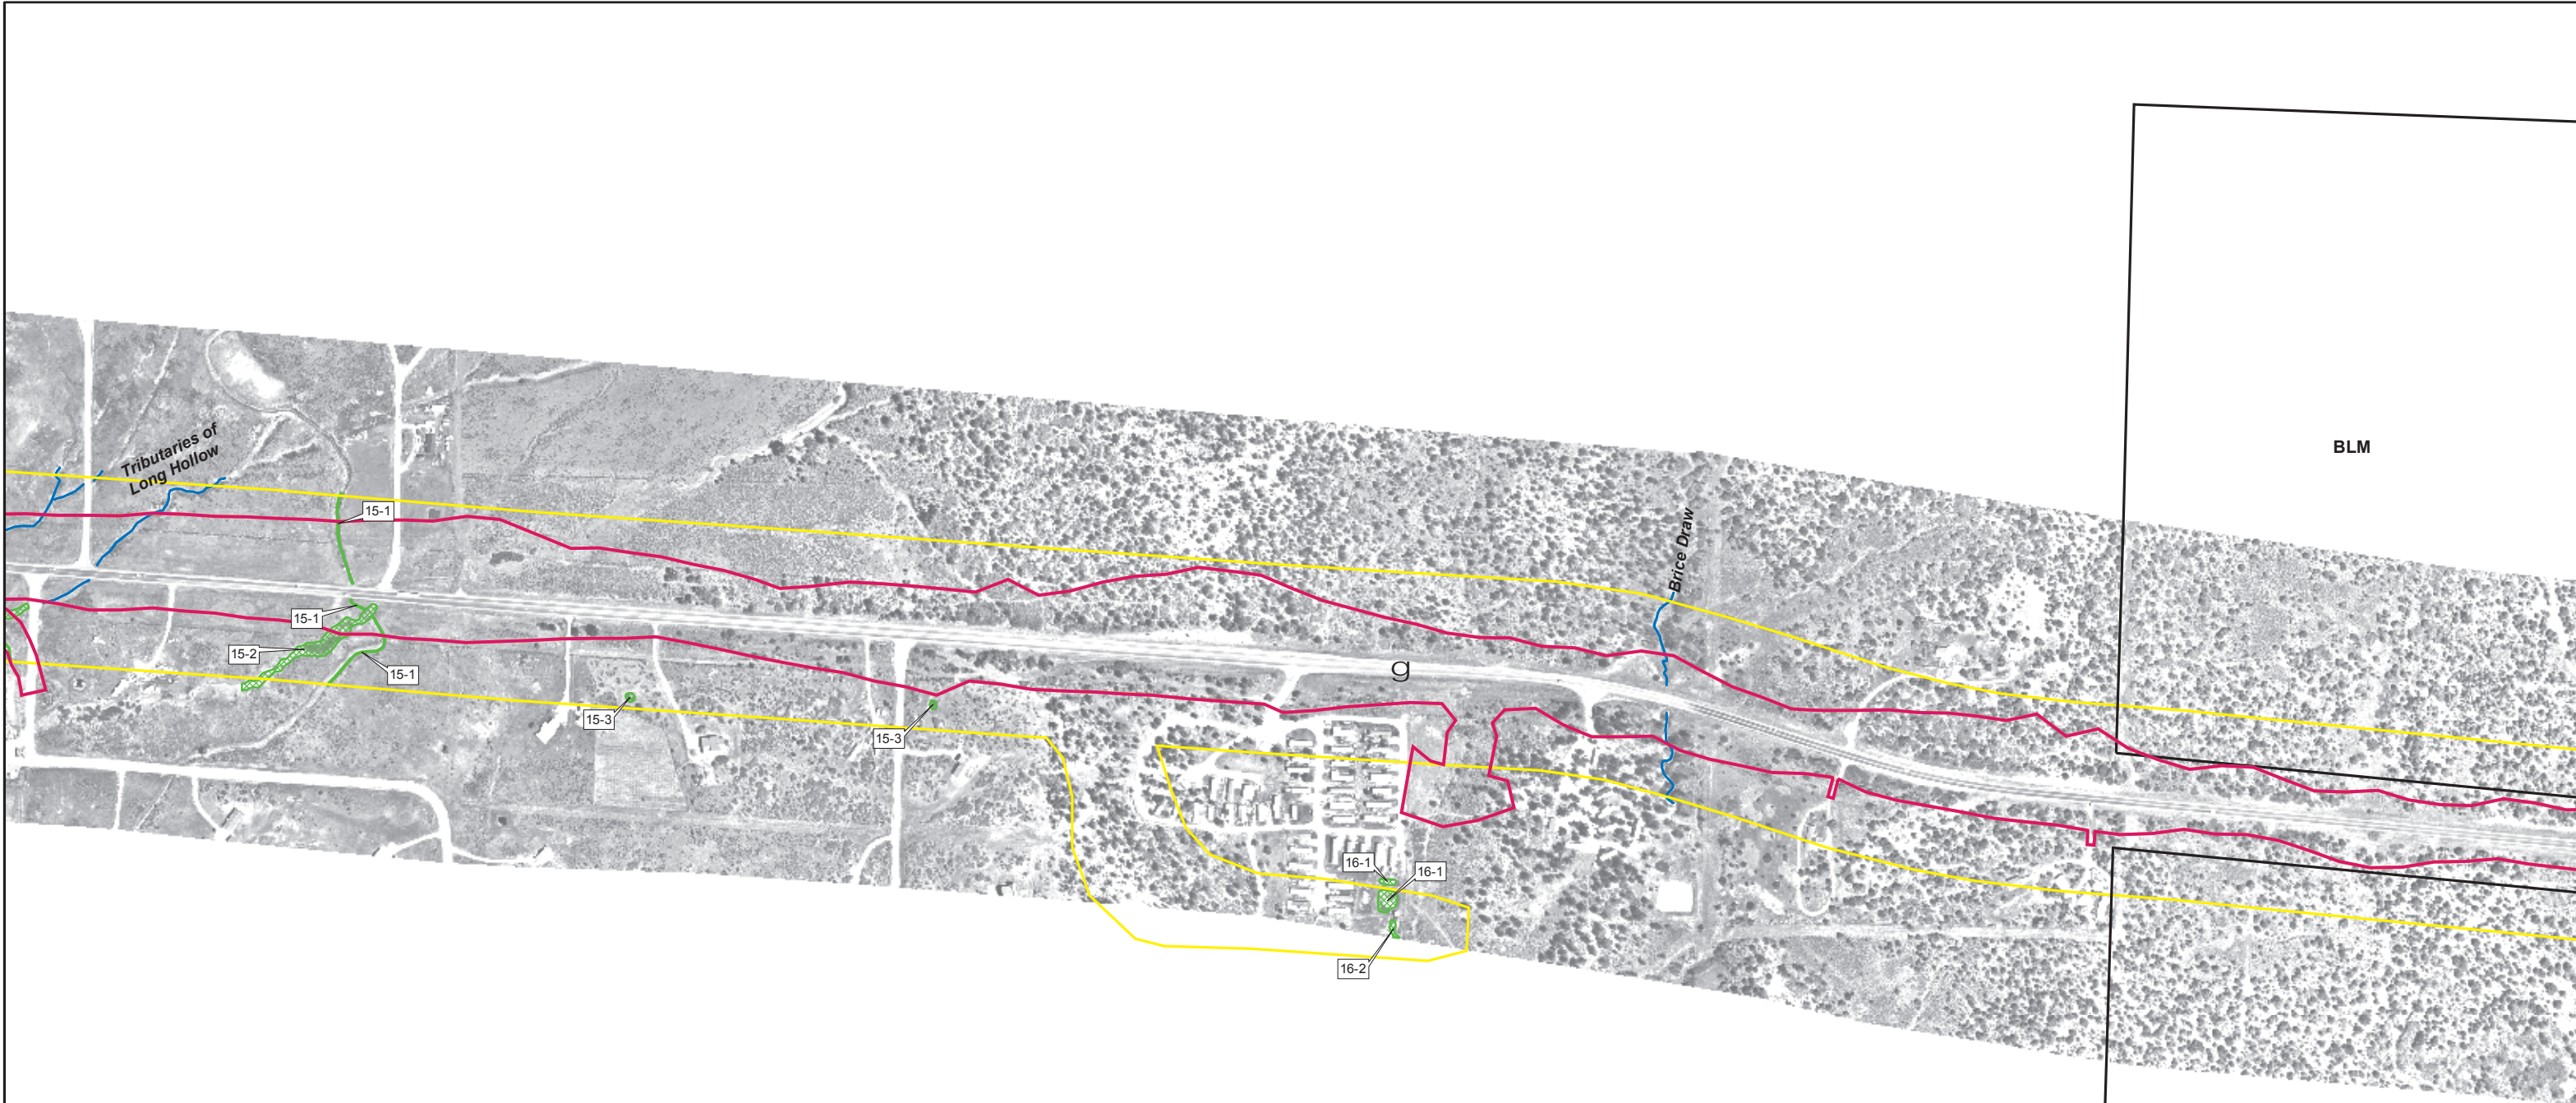 BLM
Tributaries of
Long Hollow
15-1
Brice Draw
15-1
15-2
15-1
g
15-3
15-3
16-1
16-1
16-2